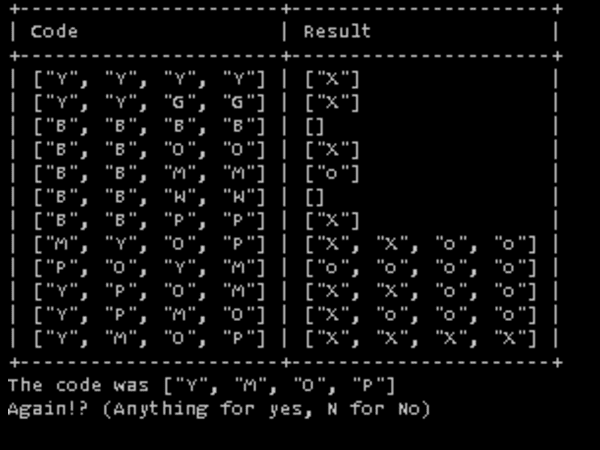 +----------------------+----------------------+
| Code                 | Result               |
+----------------------+----------------------+
| ["Y", "Y", "Y", "Y"] | ["X"]                |
| ["Y", "Y", "G", "G"] | ["X"]                |
| ["B", "B", "B", "B"] | []                   |
| ["B", "B", "O", "O"] | ["X"]                |
| ["B", "B", "M", "M"] | ["o"]                |
| ["B", "B", "W", "W"] | []                   |
| ["B", "B", "P", "P"] | ["X"]                |
| ["M", "Y", "O", "P"] | ["X", "X", "o", "o"] |
| ["P", "O", "Y", "M"] | ["o", "o", "o", "o"] |
| ["Y", "P", "O", "M"] | ["X", "X", "o", "o"] |
| ["Y", "P", "M", "O"] | ["X", "o", "o", "o"] |
| ["Y", "M", "O", "P"] | ["X", "X", "X", "X"] |
+----------------------+----------------------+
The code was ["Y", "M", "O", "P"]
Again!? (Anything for yes, N for No)